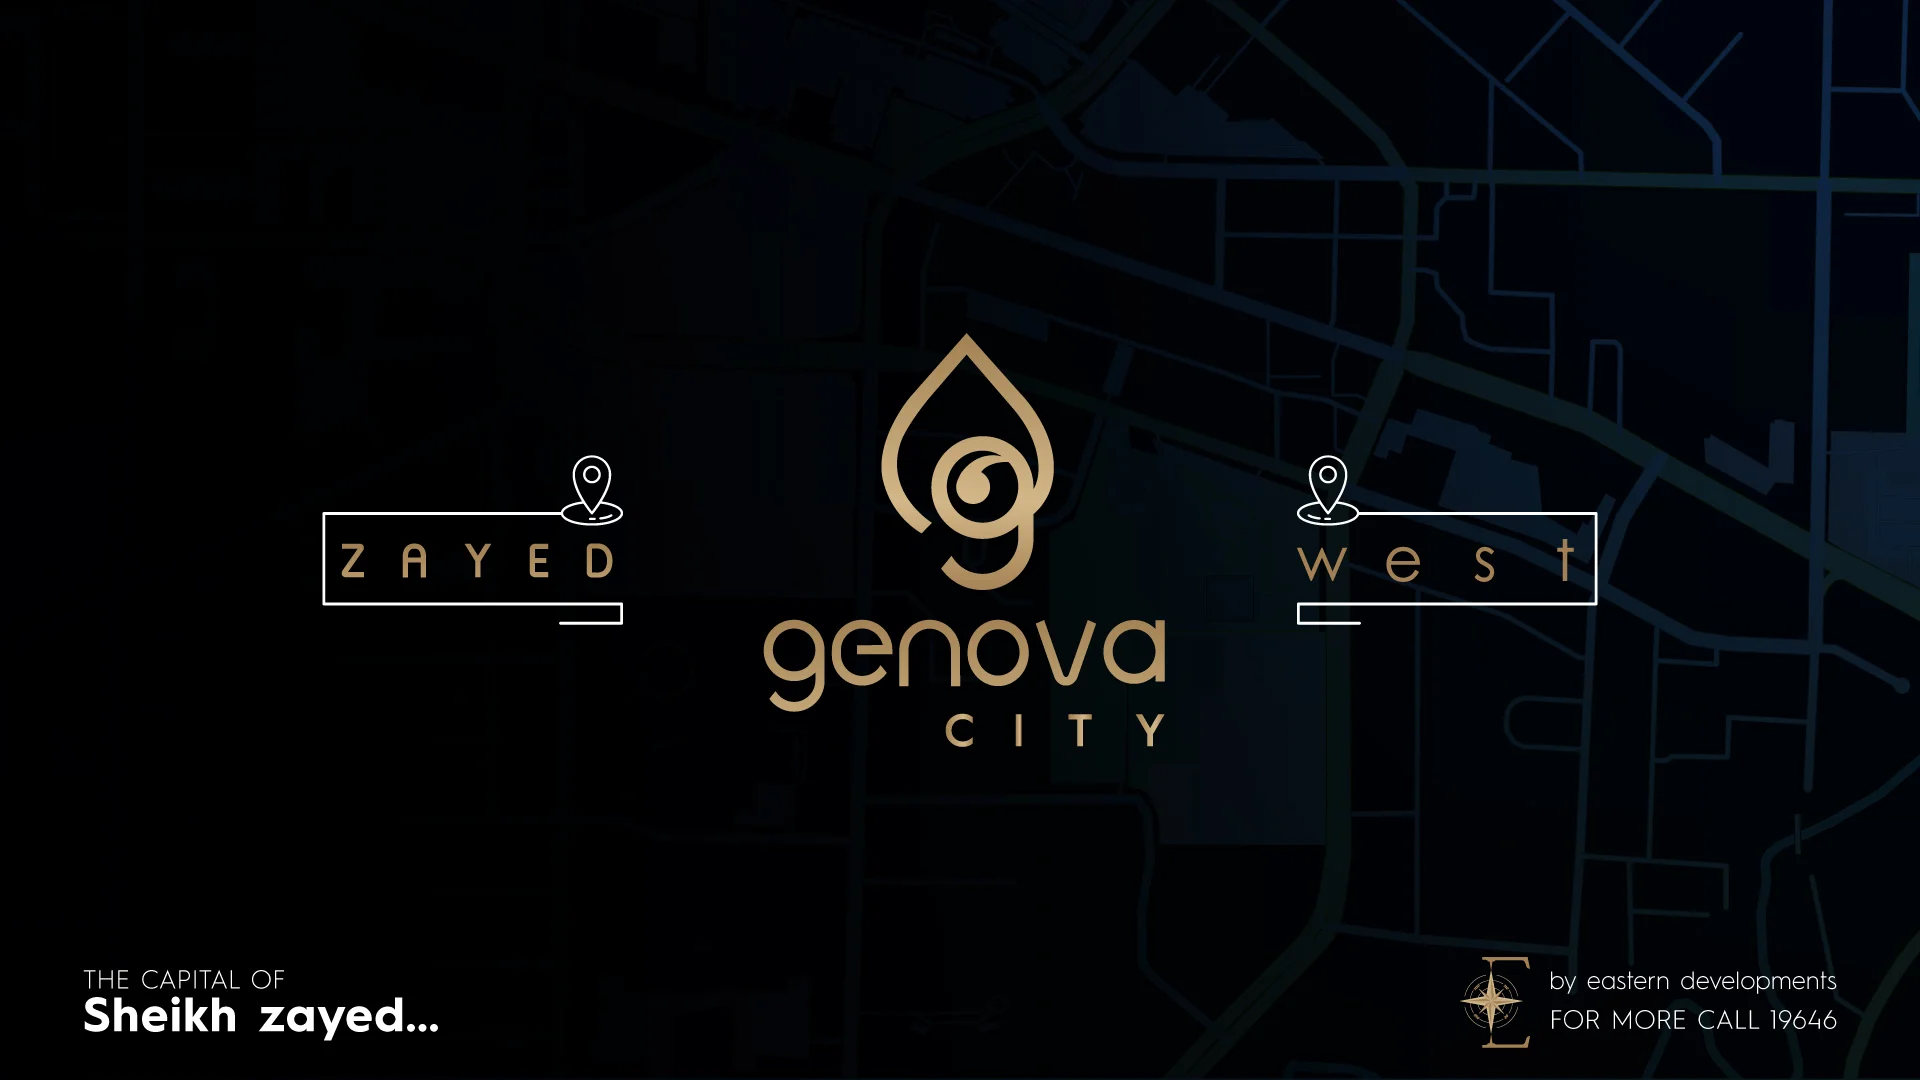 ZAYED
west
genova
CITY
THE CAPITAL OF
Sheikh zayed...
by eastern developments
FOR MORE CALL 19646